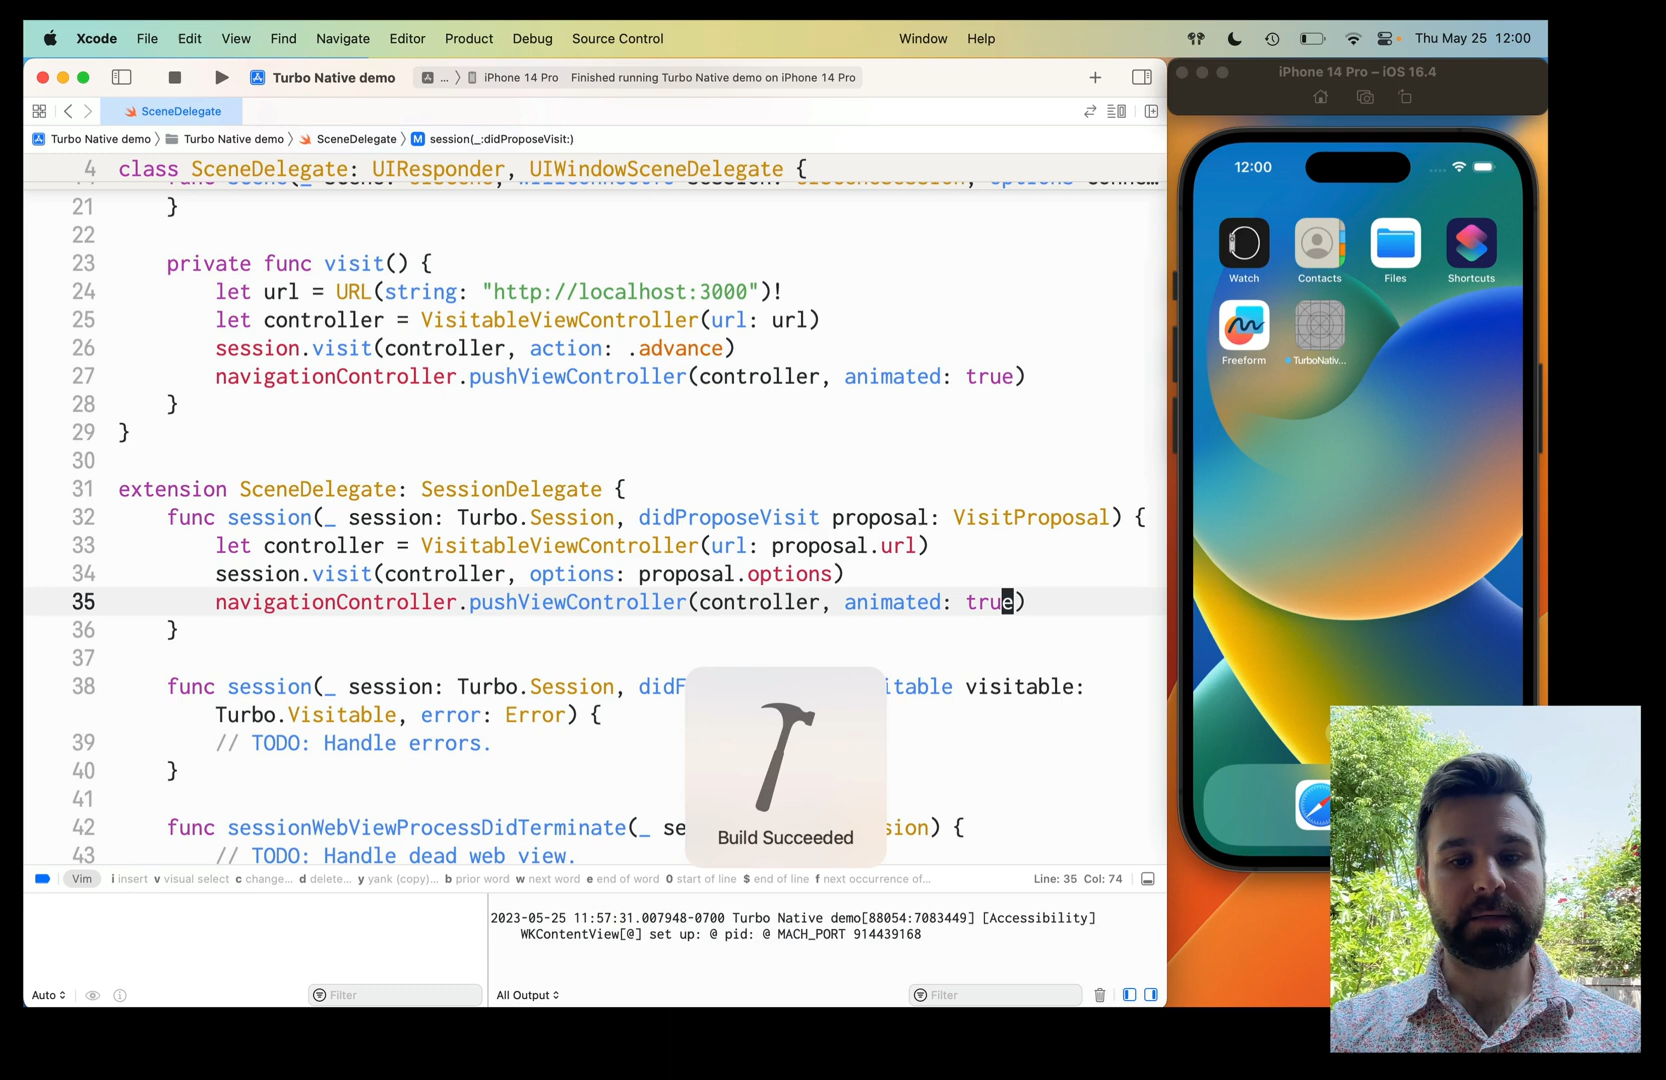 Xcode File Edit View Find Navigate Editor Product Debug Source Control Window Help Thu May 25 12:00
Turbo Native demo ... iPhone 14 Pro Finished running Turbo Native demo on iPhone 14 Pro
iPhone 14 Pro – iOS 16.4
SceneDelegate
Turbo Native demo Turbo Native demo SceneDelegate M session(_:didProposeVisit:)
4 class SceneDelegate: UIResponder, UIWindowSceneDelegate {
21 }
22
23 private func visit() {
24 let url = URL(string: "http://localhost:3000")!
25 let controller = VisitableViewController(url: url)
26 session.visit(controller, action: .advance)
27 navigationController.pushViewController(controller, animated: true)
28 }
29 }
30
31 extension SceneDelegate: SessionDelegate {
32 func session(_ session: Turbo.Session, didProposeVisit proposal: VisitProposal) {
33 let controller = VisitableViewController(url: proposal.url)
34 session.visit(controller, options: proposal.options)
35 navigationController.pushViewController(controller, animated: true)
36 }
37
38 func session(_ session: Turbo.Session, didF itable visitable:
Turbo.Visitable, error: Error) {
39 // TODO: Handle errors.
40 }
41
42 func sessionWebViewProcessDidTerminate(_ se sion) {
43 // TODO: Handle dead web view.
Build Succeeded
Vim i insert v visual select c change... d delete... y yank (copy)... b prior word w next word e end of word 0 start of line $ end of line f next occurrence of... Line: 35 Col: 74
2023-05-25 11:57:31.007948-0700 Turbo Native demo[88054:7083449] [Accessibility]
WKContentView[@] set up: @ pid: @ MACH_PORT 914439168
Auto Filter All Output Filter
12:00
Watch Contacts Files Shortcuts
Freeform TurboNativ...